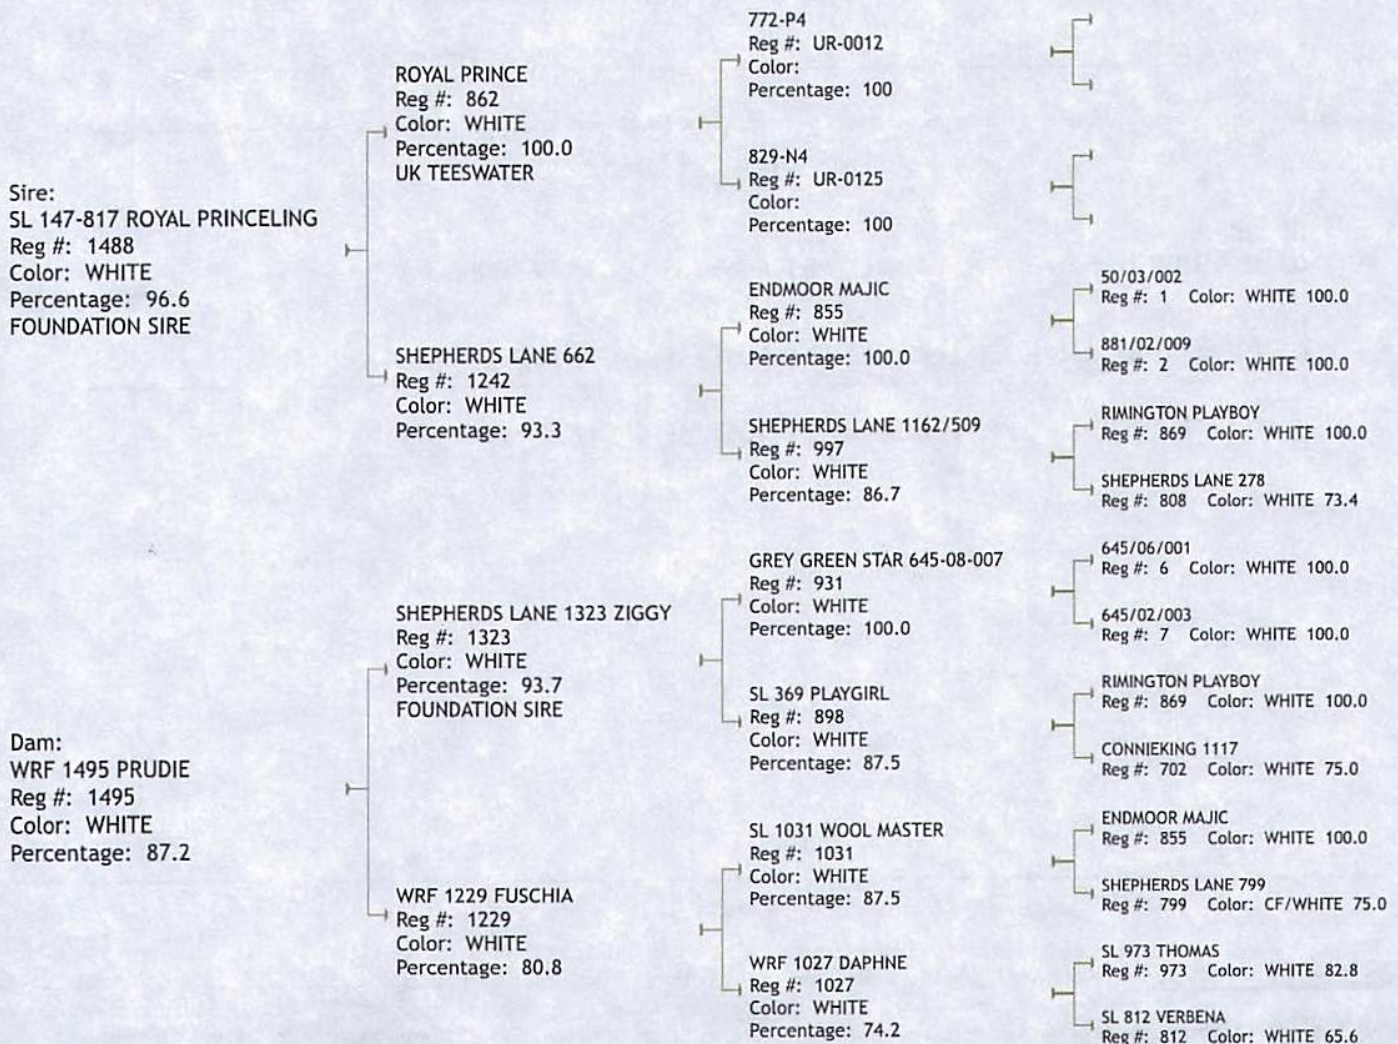 Sire:
SL 147-817 ROYAL PRINCELING
Reg #: 1488
Color: WHITE
Percentage: 96.6
FOUNDATION SIRE
Dam:
WRF 1495 PRUDIE
Reg #: 1495
Color: WHITE
Percentage: 87.2
ROYAL PRINCE
Reg #: 862
Color: WHITE
Percentage: 100.0
UK TEESWATER
SHEPHERDS LANE 662
Reg #: 1242
Color: WHITE
Percentage: 93.3
SHEPHERDS LANE 1323 ZIGGY
Reg #: 1323
Color: WHITE
Percentage: 93.7
FOUNDATION SIRE
WRF 1229 FUSCHIA
Reg #: 1229
Color: WHITE
Percentage: 80.8
772-P4
Reg #: UR-0012
Color:
Percentage: 100
829-N4
Reg #: UR-0125
Color:
Percentage: 100
ENDMOOR MAJIC
Reg #: 855
Color: WHITE
Percentage: 100.0
SHEPHERDS LANE 1162/509
Reg #: 997
Color: WHITE
Percentage: 86.7
GREY GREEN STAR 645-08-007
Reg #: 931
Color: WHITE
Percentage: 100.0
SL 369 PLAYGIRL
Reg #: 898
Color: WHITE
Percentage: 87.5
SL 1031 WOOL MASTER
Reg #: 1031
Color: WHITE
Percentage: 87.5
WRF 1027 DAPHNE
Reg #: 1027
Color: WHITE
Percentage: 74.2
50/03/002
Reg #: 1 Color: WHITE 100.0
881/02/009
Reg #: 2 Color: WHITE 100.0
RIMINGTON PLAYBOY
Reg #: 869 Color: WHITE 100.0
SHEPHERDS LANE 278
Reg #: 808 Color: WHITE 73.4
645/06/001
Reg #: 6 Color: WHITE 100.0
645/02/003
Reg #: 7 Color: WHITE 100.0
RIMINGTON PLAYBOY
Reg #: 869 Color: WHITE 100.0
CONNIEKING 1117
Reg #: 702 Color: WHITE 75.0
ENDMOOR MAJIC
Reg #: 855 Color: WHITE 100.0
SHEPHERDS LANE 799
Reg #: 799 Color: CF/WHITE 75.0
SL 973 THOMAS
Reg #: 973 Color: WHITE 82.8
SL 812 VERBENA
Reg #: 812 Color: WHITE 65.6